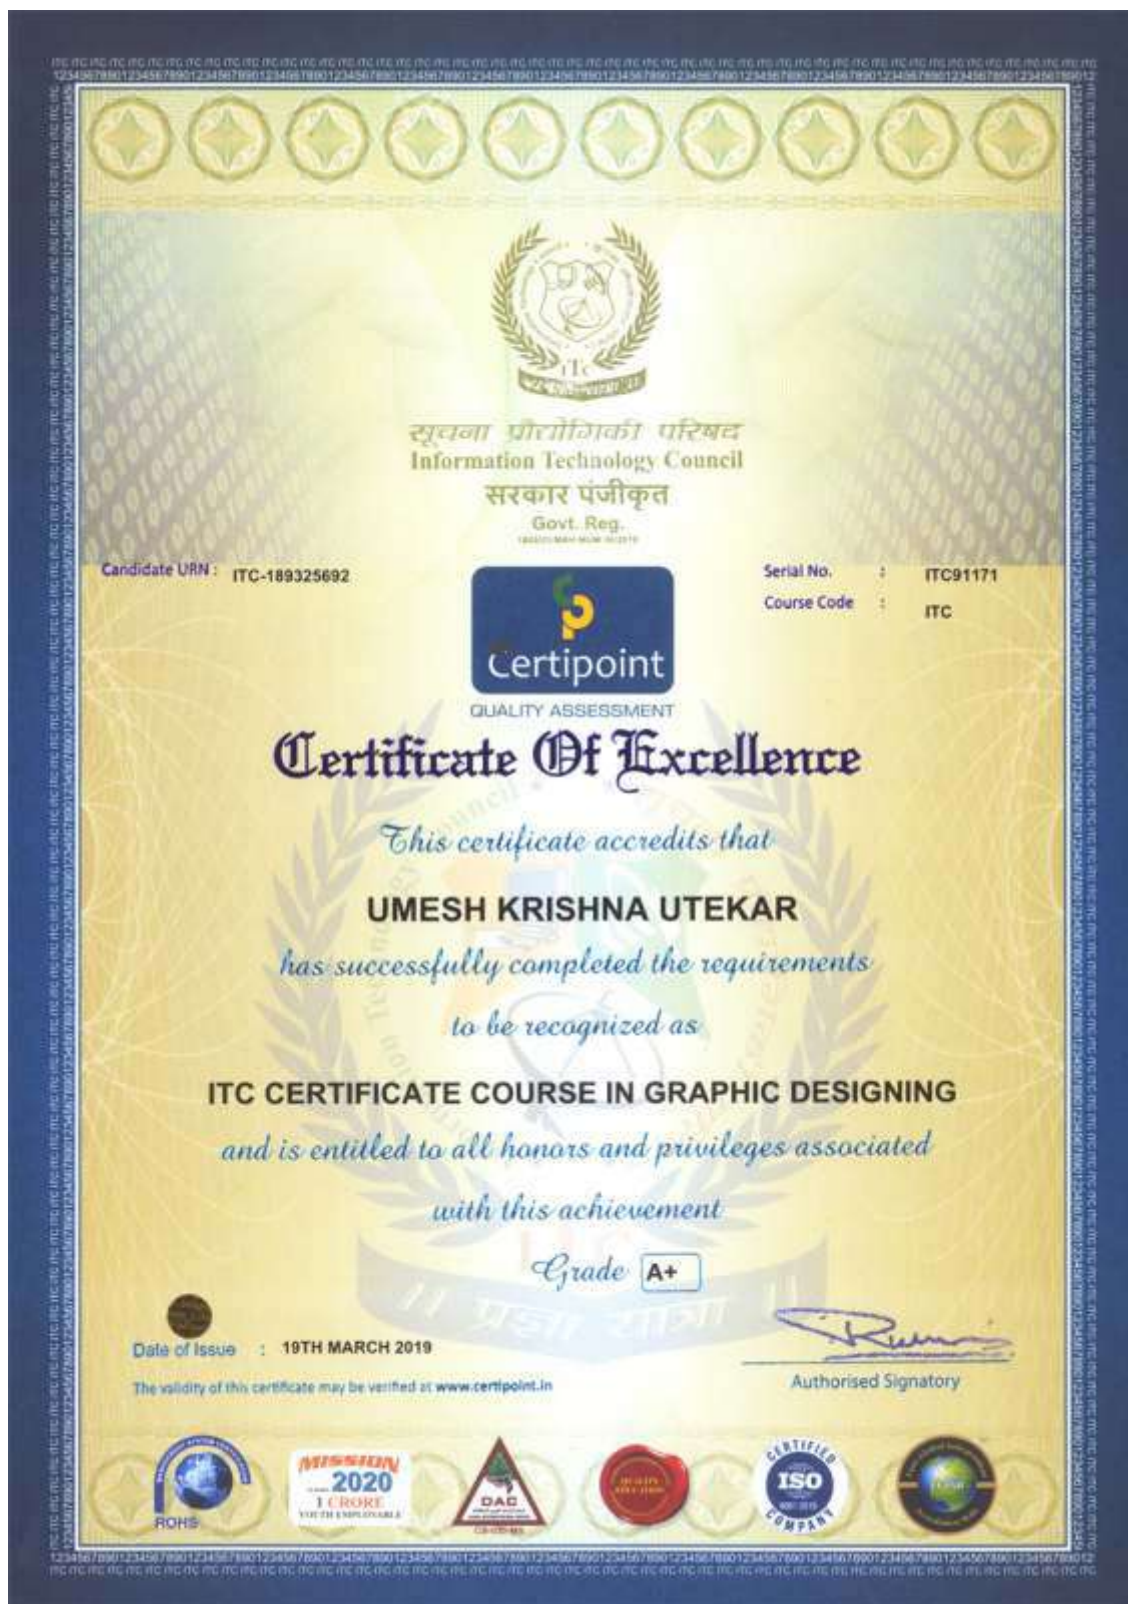 ITC
सूचना प्रौद्योगिकी परिषद
Information Technology Council
सरकार पंजीकृत
Govt. Reg.
Candidate URN : ITC-189325692
Serial No. : ITC91171
Course Code : ITC
Certipoint
QUALITY ASSESSMENT
Certificate Of Excellence
This certificate accredits that
UMESH KRISHNA UTEKAR
has successfully completed the requirements
to be recognized as
ITC CERTIFICATE COURSE IN GRAPHIC DESIGNING
and is entitled to all honors and privileges associated
with this achievement
Grade A+
Date of Issue : 19TH MARCH 2019
The validity of this certificate may be verified at www.certipoint.in
Authorised Signatory
ROHS
MISSION
2020
1 CRORE
YOUTH EMPLOYABLE
DAC
QUALITY
EDUCATION
CERTIFIED
ISO
COMPANY